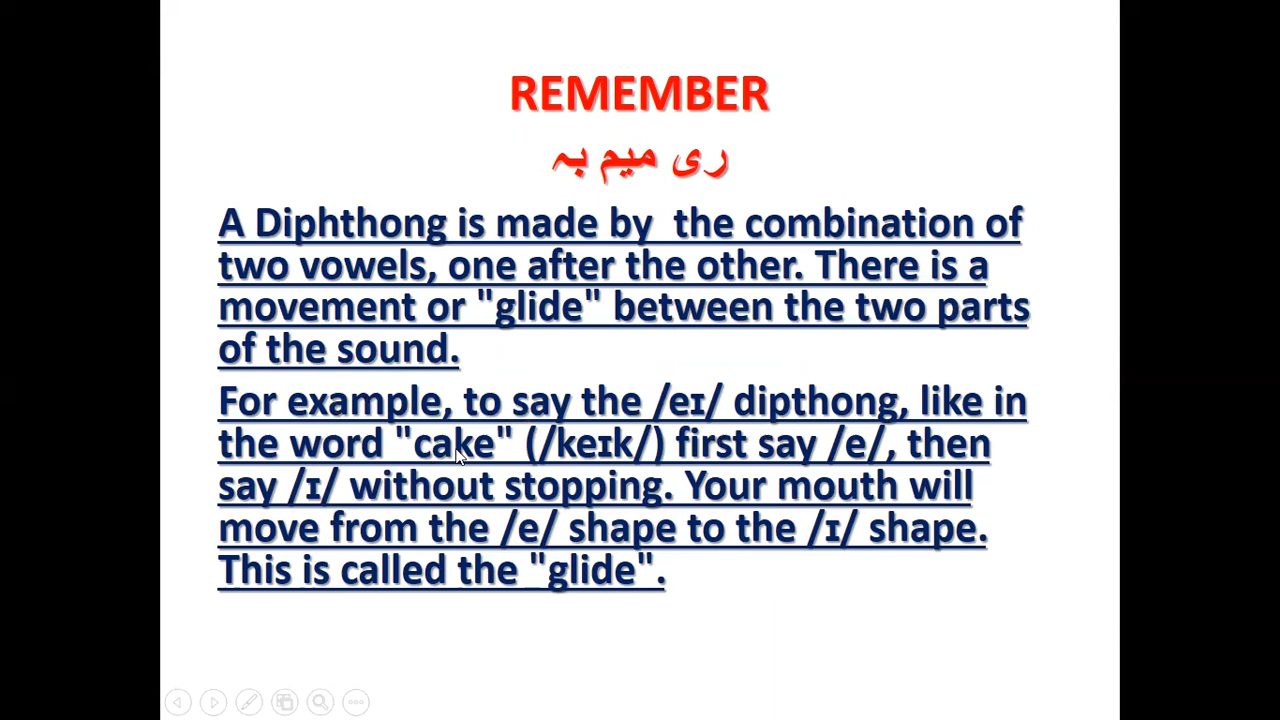 REMEMBER
ری میم بہ
A Diphthong is made by  the combination of
two vowels, one after the other. There is a
movement or "glide" between the two parts
of the sound.
For example, to say the /eɪ/ dipthong, like in
the word "cake" (/keɪk/) first say /e/, then
say /ɪ/ without stopping. Your mouth will
move from the /e/ shape to the /ɪ/ shape.
This is called the "glide".